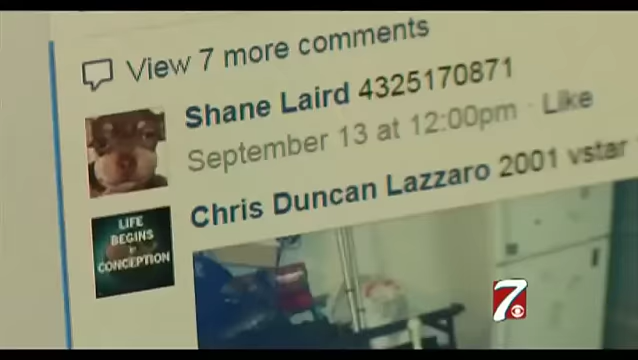 View 7 more comments
Shane Laird 4325170871
September 13 at 12:00pm · Like
Chris Duncan Lazzaro 2001 vstar
LIFE
BEGINS
CONCEPTION
7